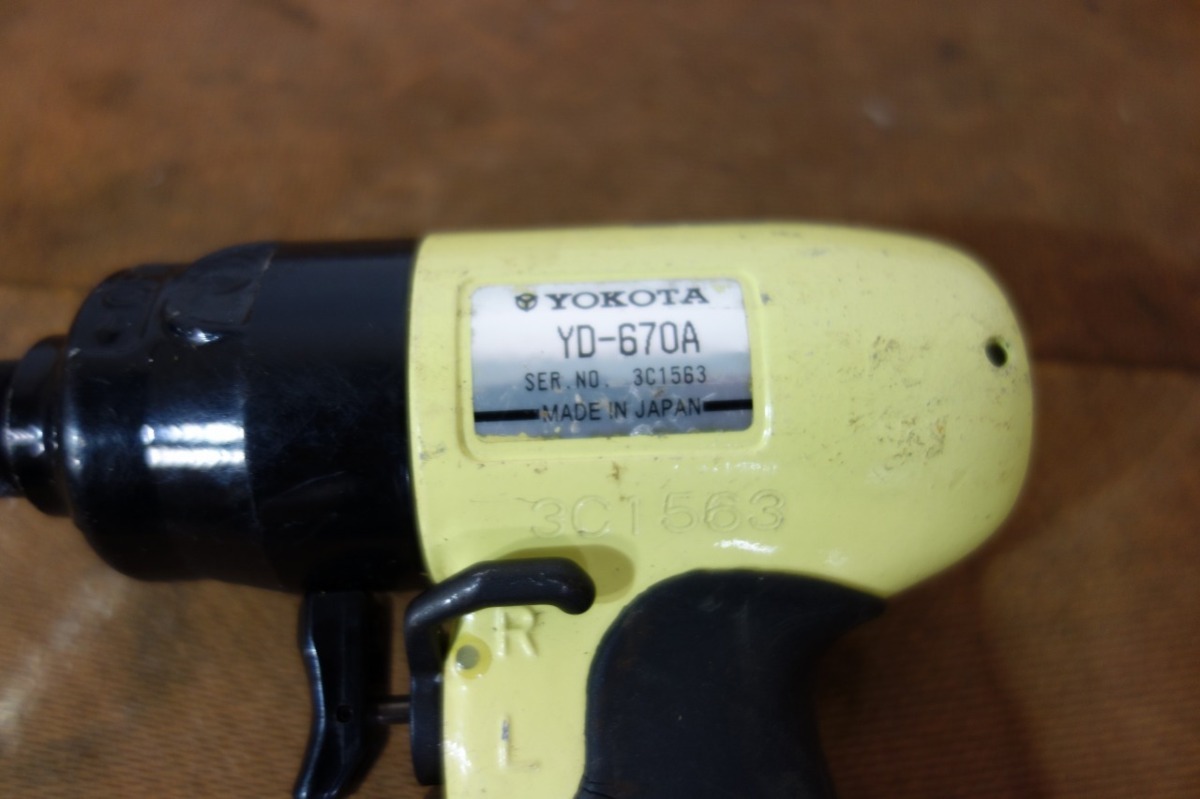 YOKOTA
YD-670A
SER.NO. 3C1563
MADE IN JAPAN
3C1563
R
L